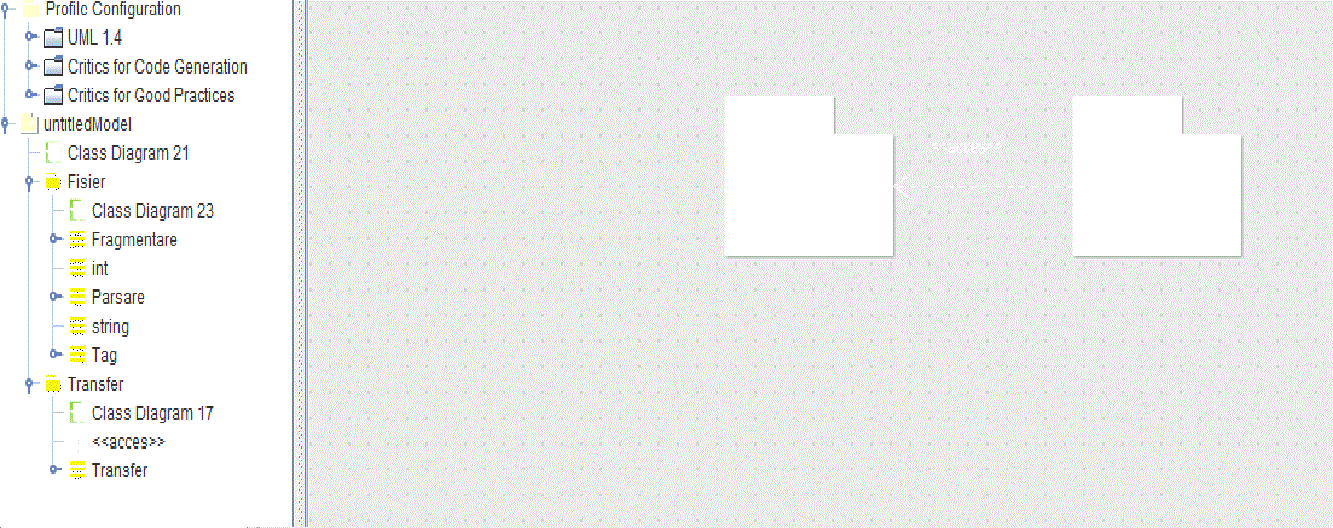 Profile Configuration
UML 1.4
Critics for Code Generation
Critics for Good Practices
untitledModel
Class Diagram 21
Fisier
Class Diagram 23
Fragmentare
int
Parsare
string
Tag
Transfer
Class Diagram 17
<<acces>>
Transfer